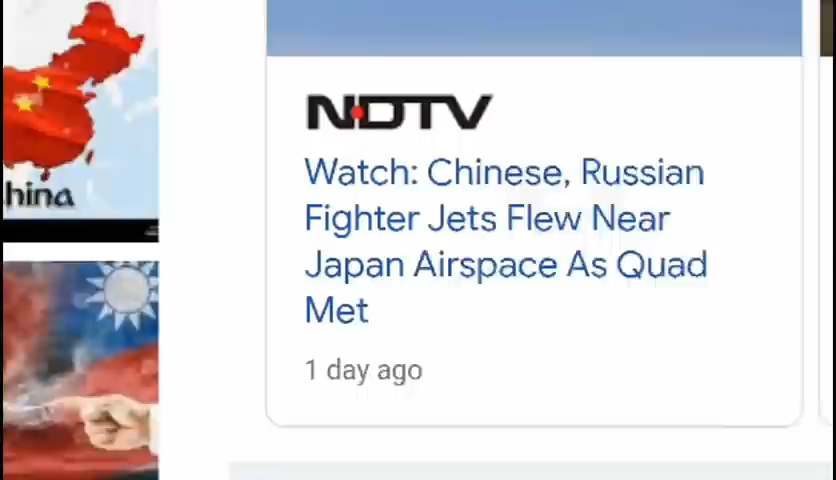 hina
NDTV
Watch: Chinese, Russian
Fighter Jets Flew Near
Japan Airspace As Quad
Met
1 day ago